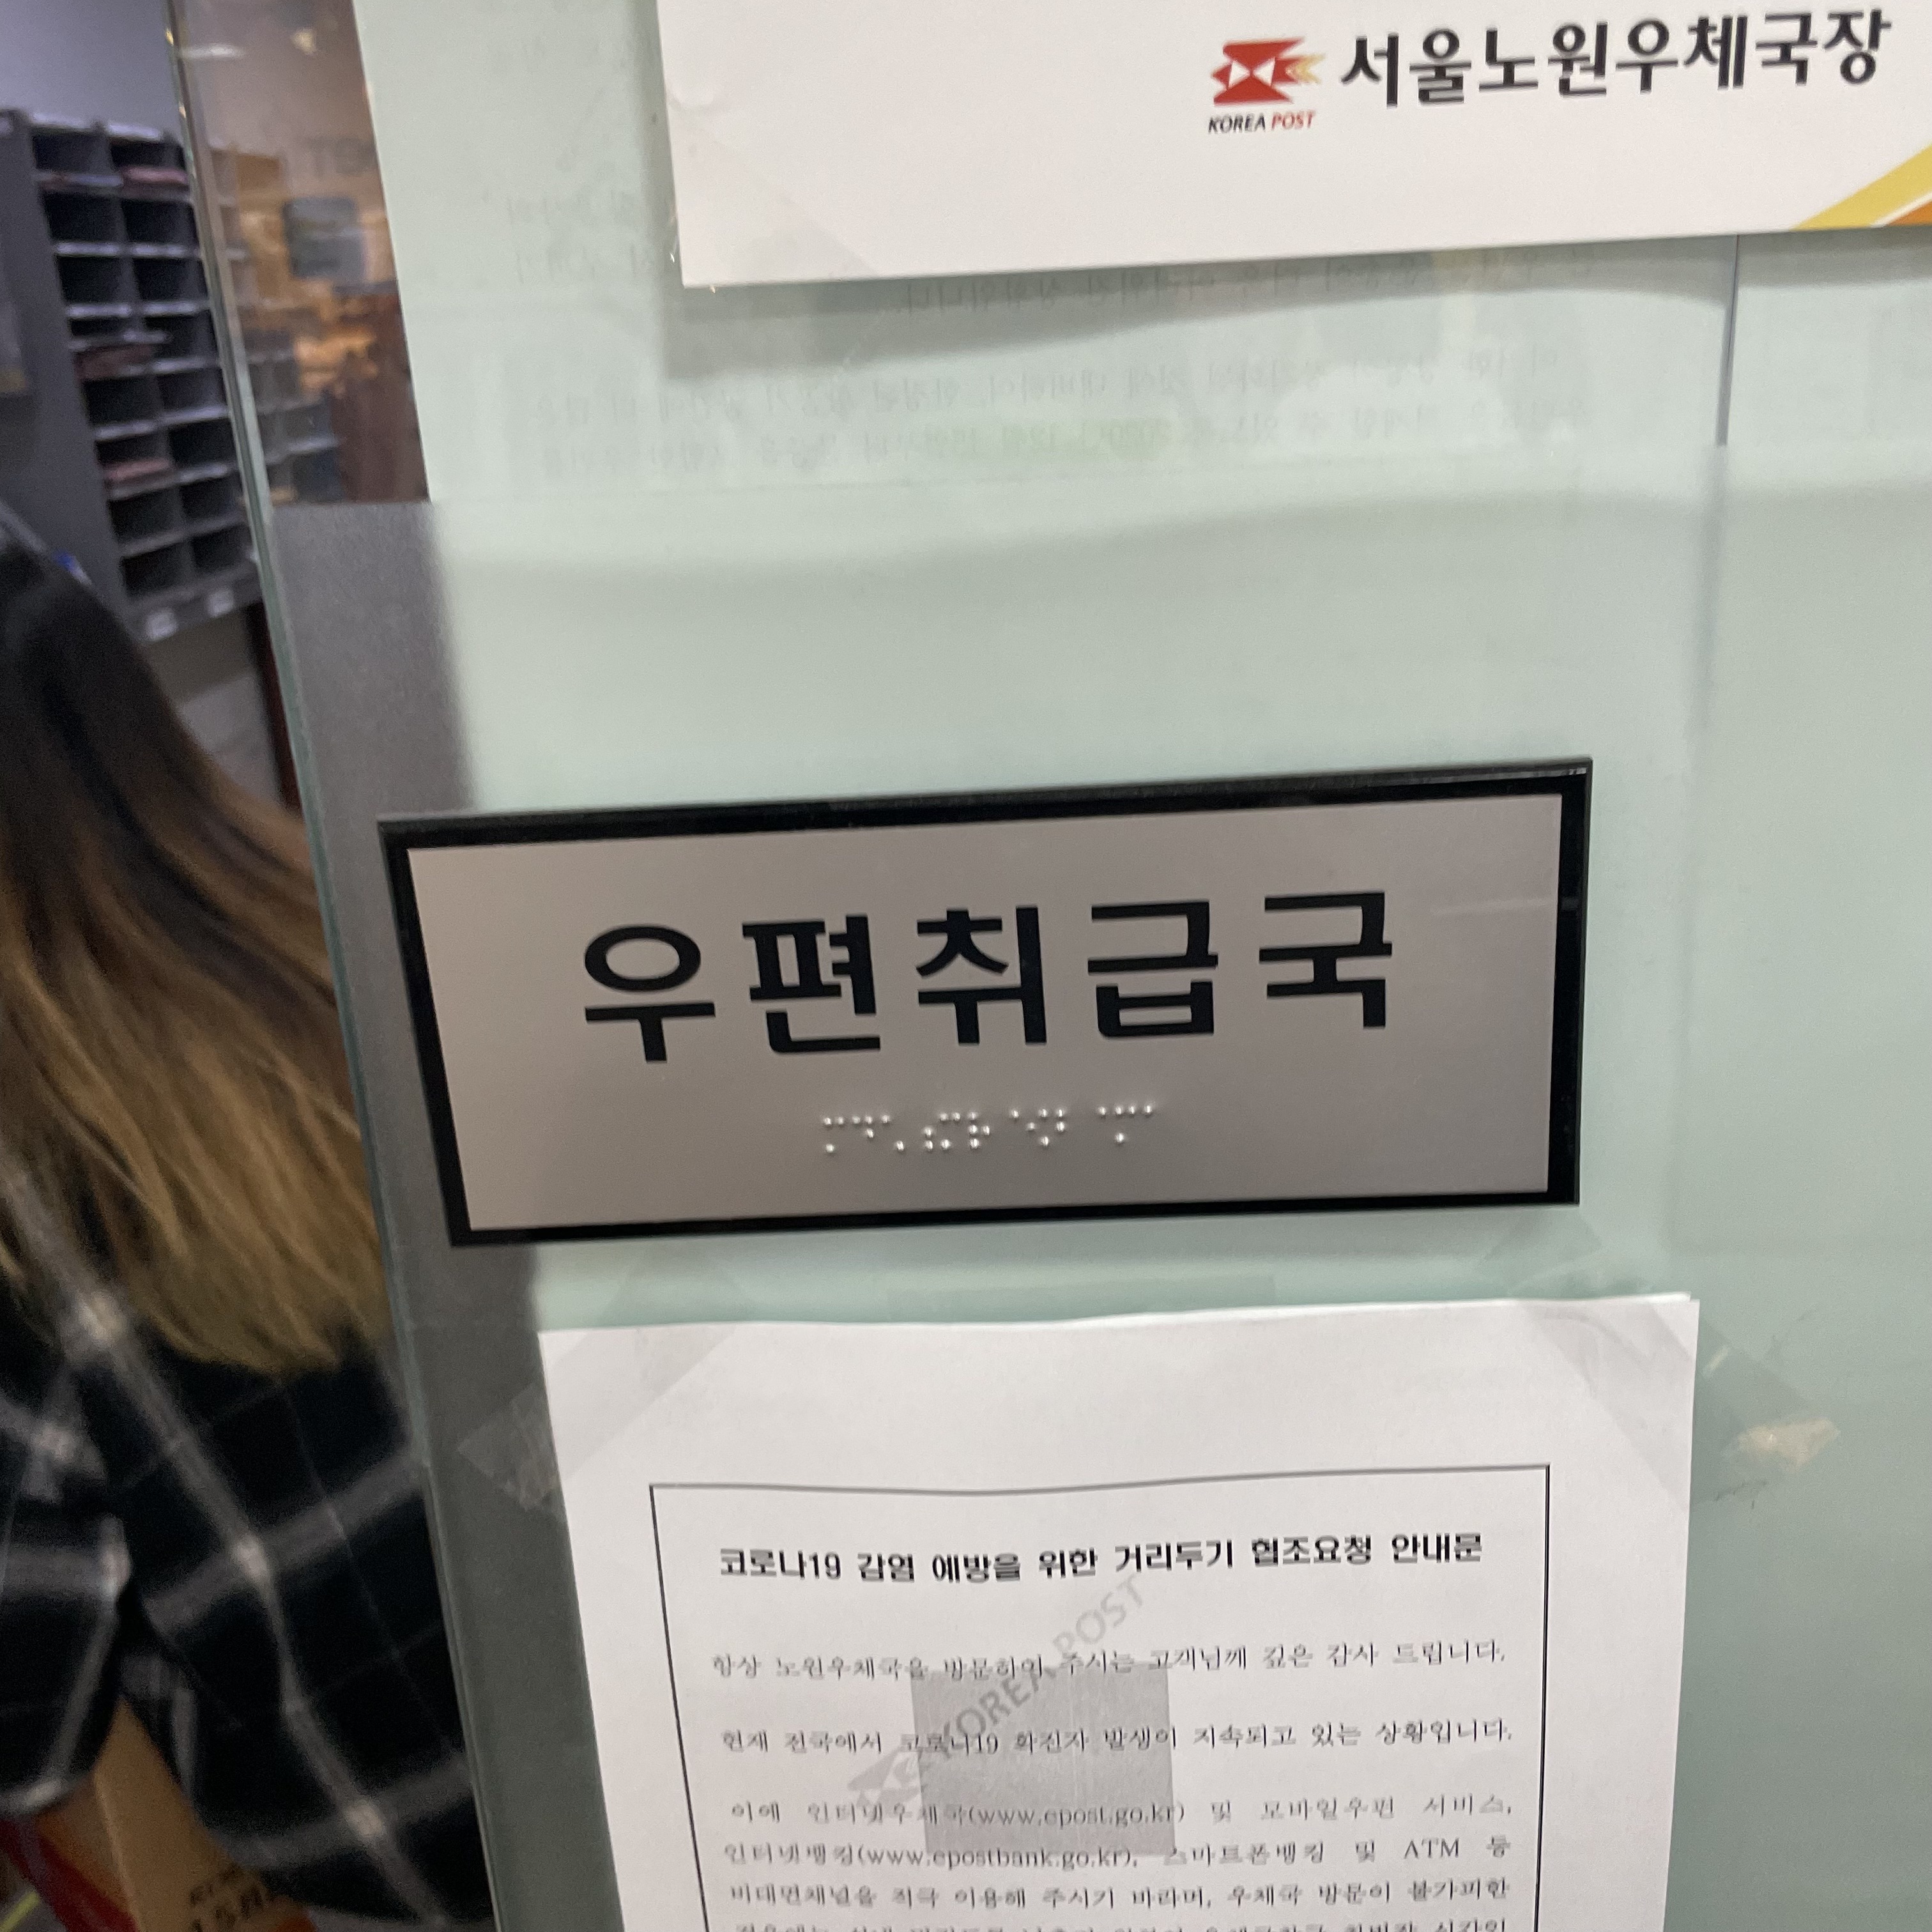 서울노원우체국장
KOREA POST
우편취급국
코로나19 감염 예방을 위한 거리두기 협조요청 안내문
항상 노원우체국을 방문하여 주시는 고객님께 깊은 감사 드립니다.
현재 전국에서 코로나19 확진자 발생이 지속되고 있는 상황입니다.
이에 인터넷우체국(www.epost.go.kr) 및 모바일우편 서비스,
인터넷뱅킹(www.epostbank.go.kr), 스마트폰뱅킹 및 ATM 등
비대면채널을 적극 이용해 주시기 바라며, 우체국 방문이 불가피한
KOREA POST